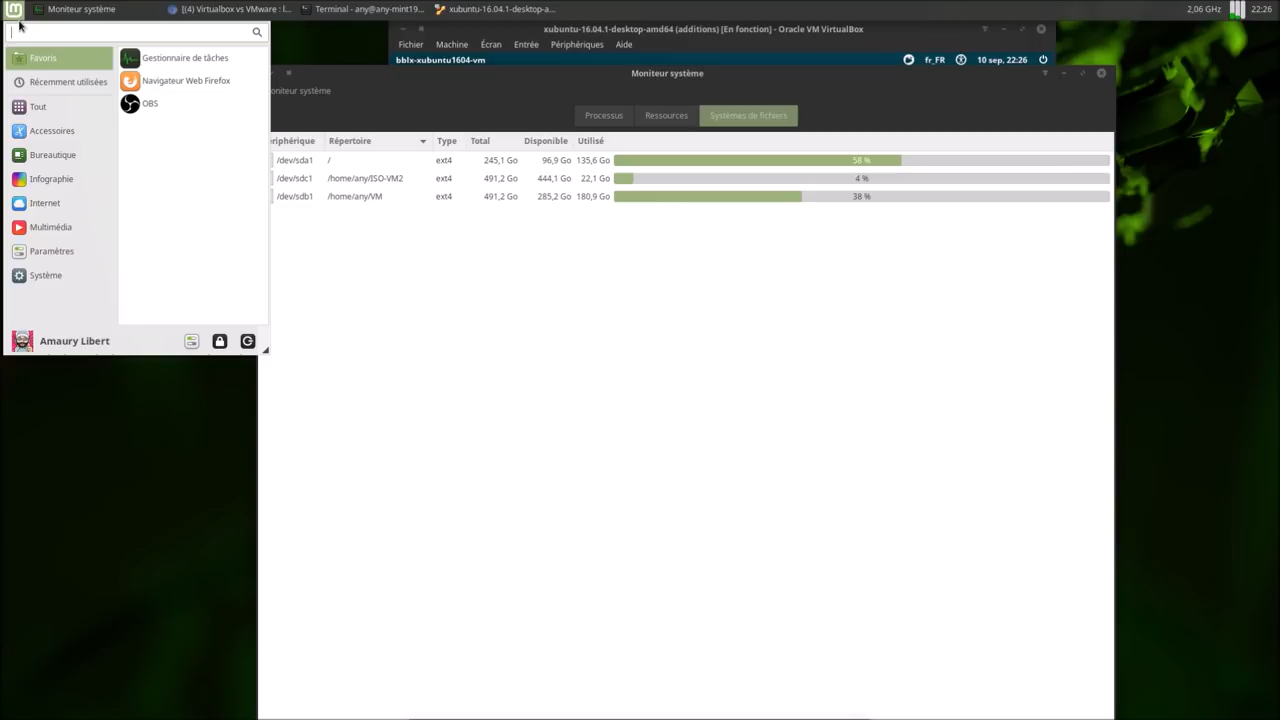 Moniteur système
[(4) Virtualbox vs VMware : l...
Terminal - any@any-mint19...
xubuntu-16.04.1-desktop-a...
2,06 GHz
22:26
Favoris
Récemment utilisées
Tout
Accessoires
Bureautique
Infographie
Internet
Multimédia
Paramètres
Système
Gestionnaire de tâches
Navigateur Web Firefox
OBS
Amaury Libert
xubuntu-16.04.1-desktop-amd64 (additions) [En fonction] - Oracle VM VirtualBox
Fichier Machine Écran Entrée Périphériques Aide
bblx-xubuntu1604-vm fr_FR 10 sep, 22:26
Moniteur système
oniteur système
Processus Ressources Systèmes de fichiers
ériphérique Répertoire Type Total Disponible Utilisé
/dev/sda1 / ext4 245,1 Go 96,9 Go 135,6 Go 58 %
/dev/sdc1 /home/any/ISO-VM2 ext4 491,2 Go 444,1 Go 22,1 Go 4 %
/dev/sdb1 /home/any/VM ext4 491,2 Go 285,2 Go 180,9 Go 38 %